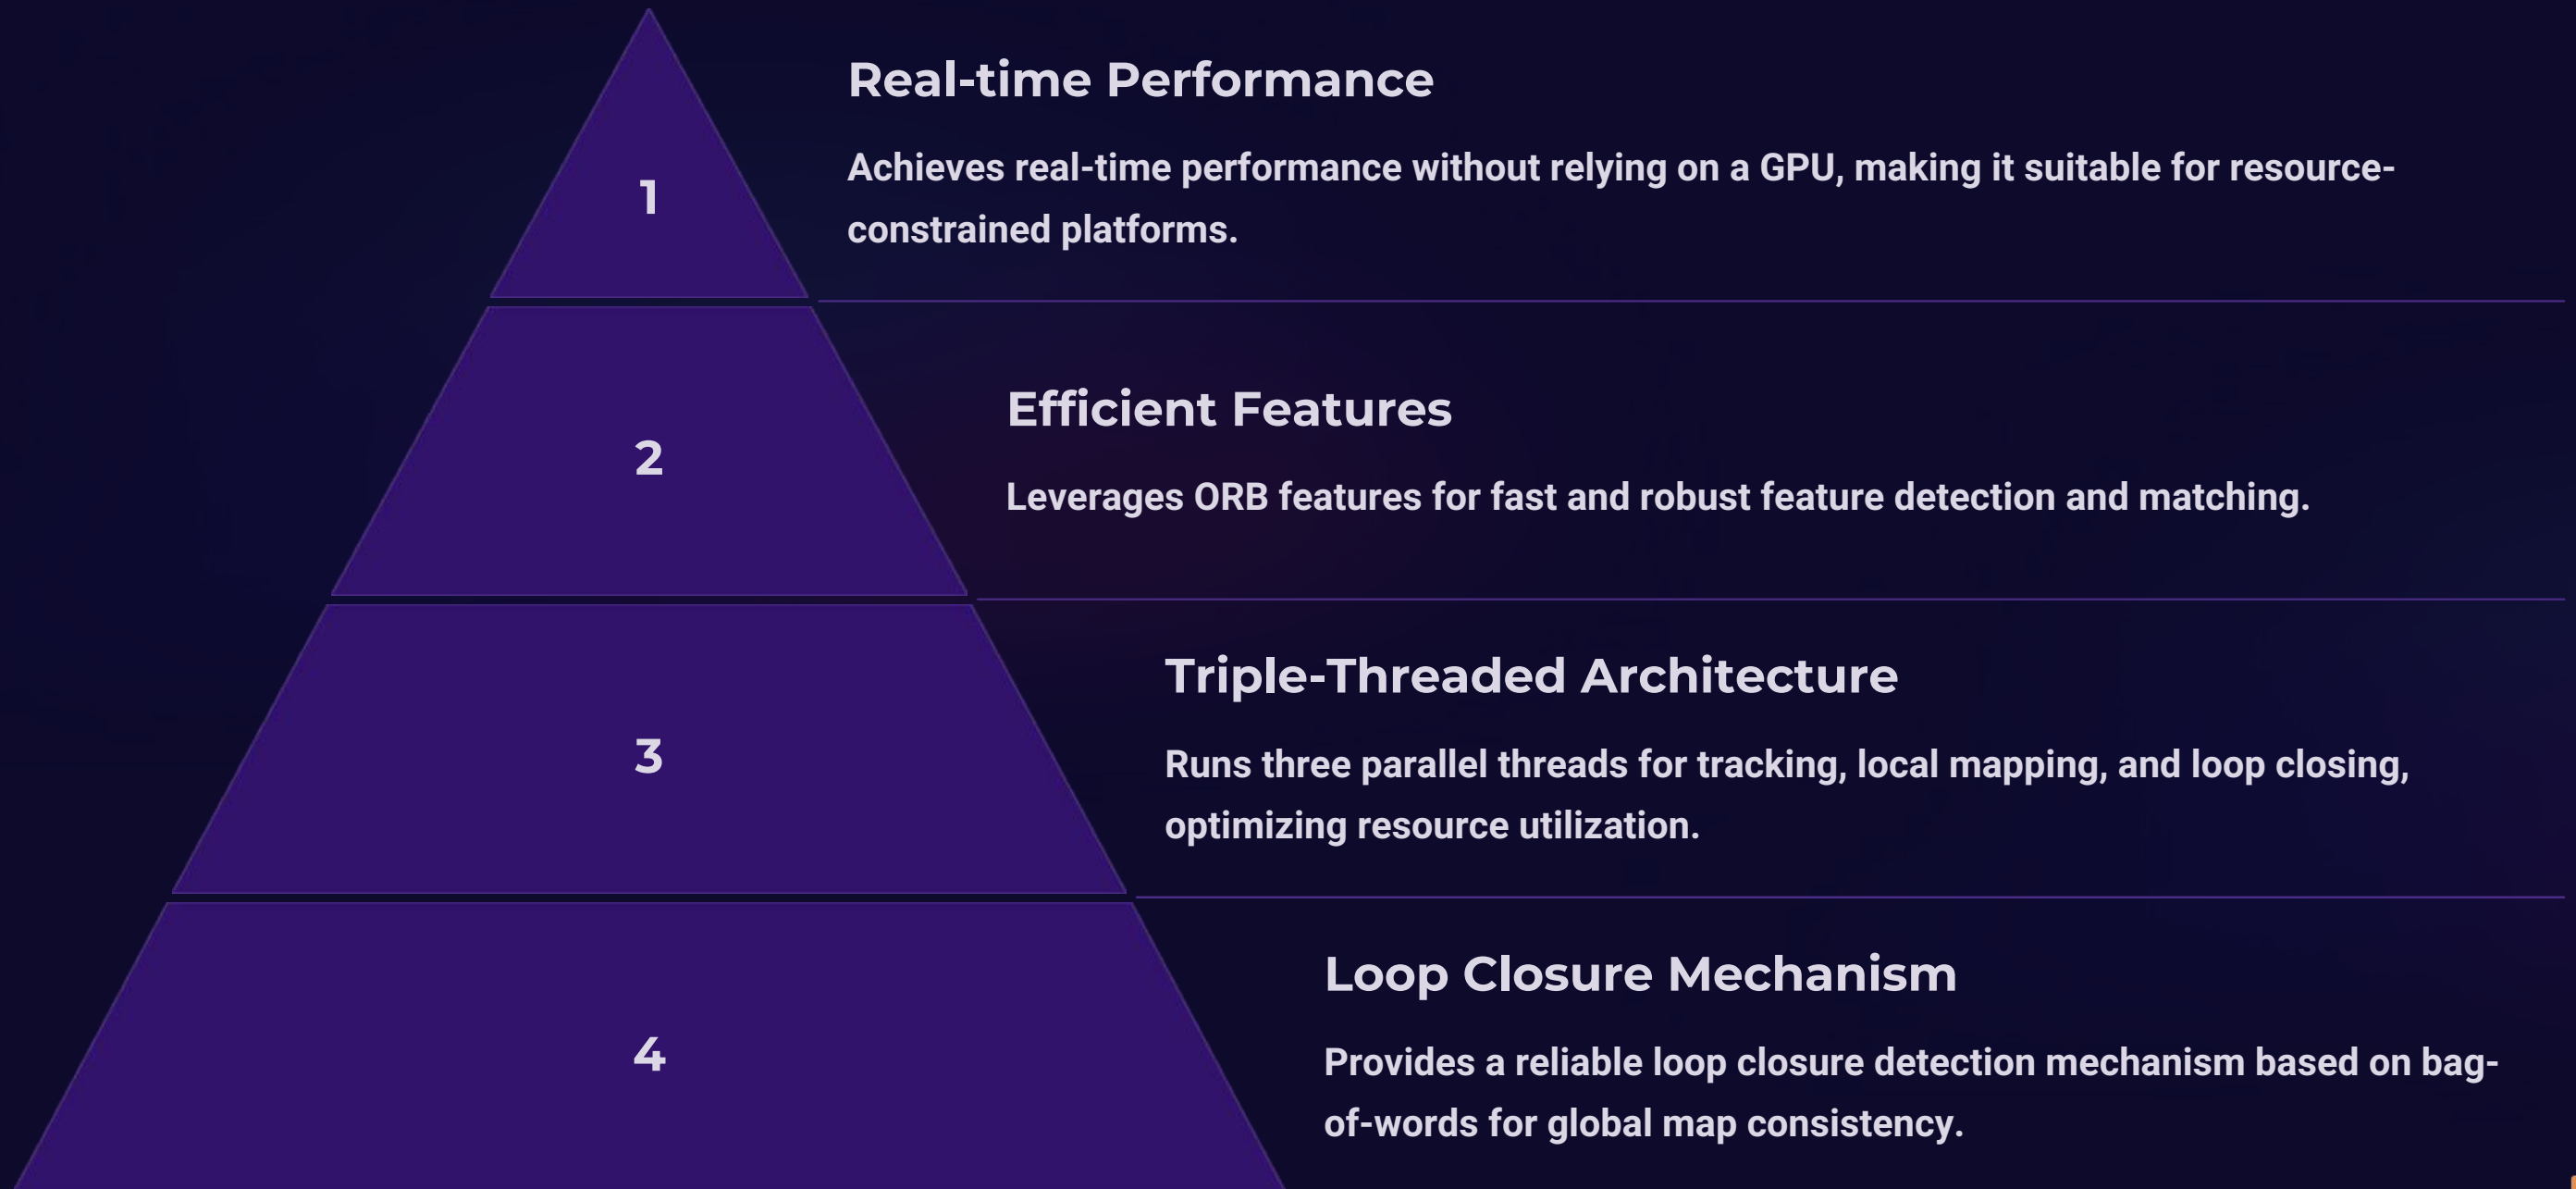 Real-time Performance
Achieves real-time performance without relying on a GPU, making it suitable for resource-
constrained platforms.
1
Efficient Features
Leverages ORB features for fast and robust feature detection and matching.
2
Triple-Threaded Architecture
Runs three parallel threads for tracking, local mapping, and loop closing,
optimizing resource utilization.
3
Loop Closure Mechanism
Provides a reliable loop closure detection mechanism based on bag-
of-words for global map consistency.
4